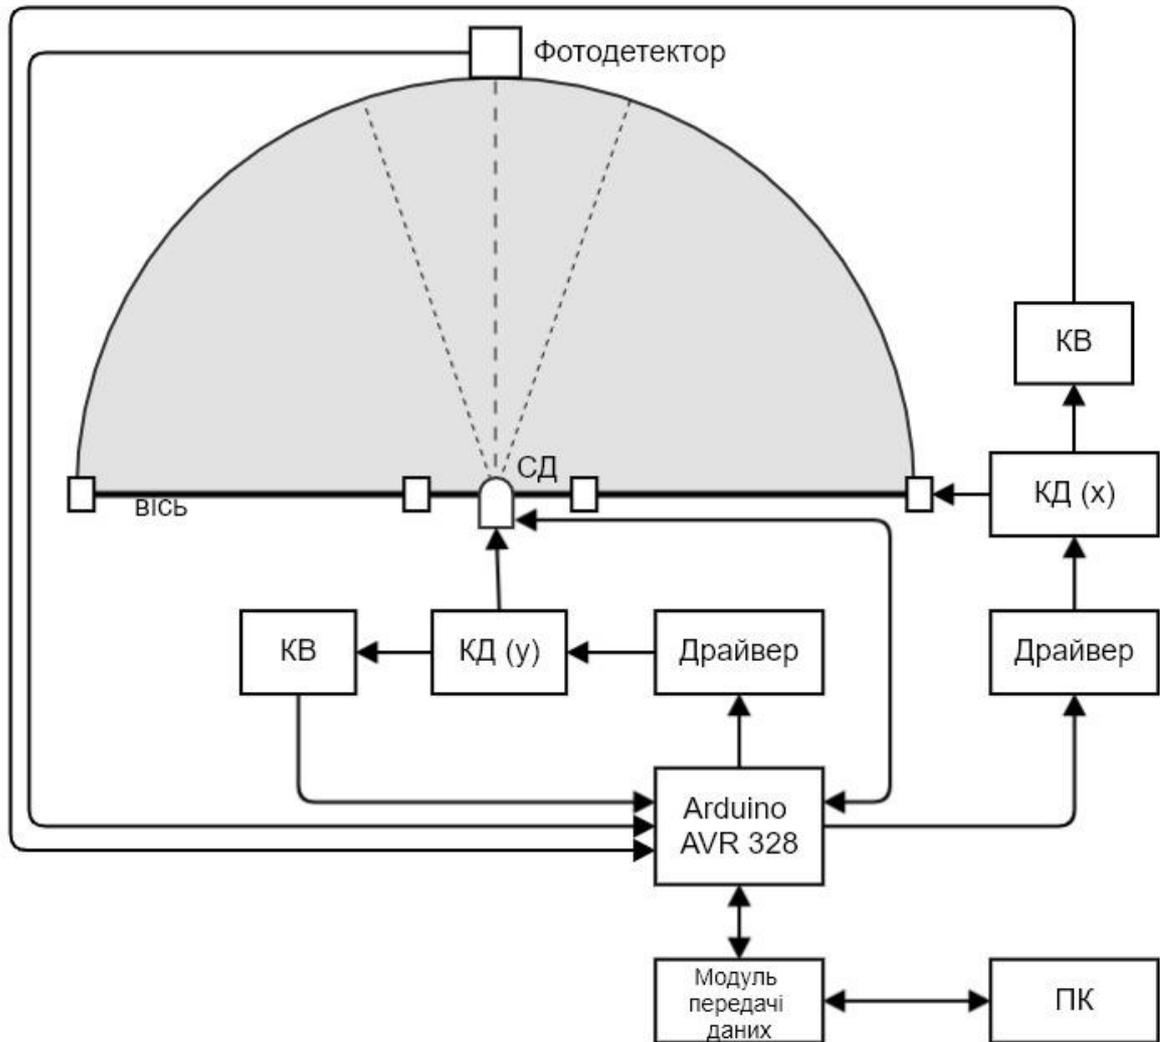 Фотодетектор
КВ
СД
КД (х)
вісь
КВ
КД (у)
Драйвер
Драйвер
Arduino
AVR 328
Модуль
передачі
даних
ПК